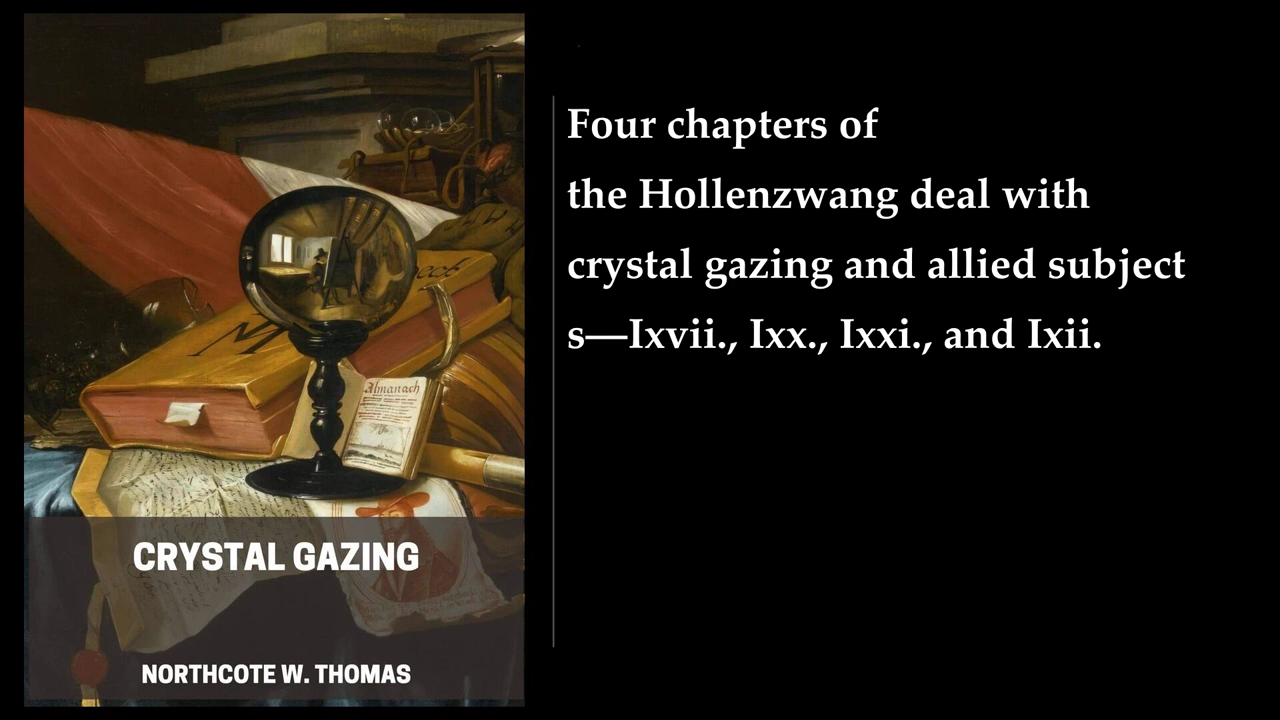 Four chapters of
the Hollenzwang deal with
crystal gazing and allied subject
s—Ixvii., Ixx., Ixxi., and Ixii.
Almanach
CRYSTAL GAZING
NORTHCOTE W. THOMAS